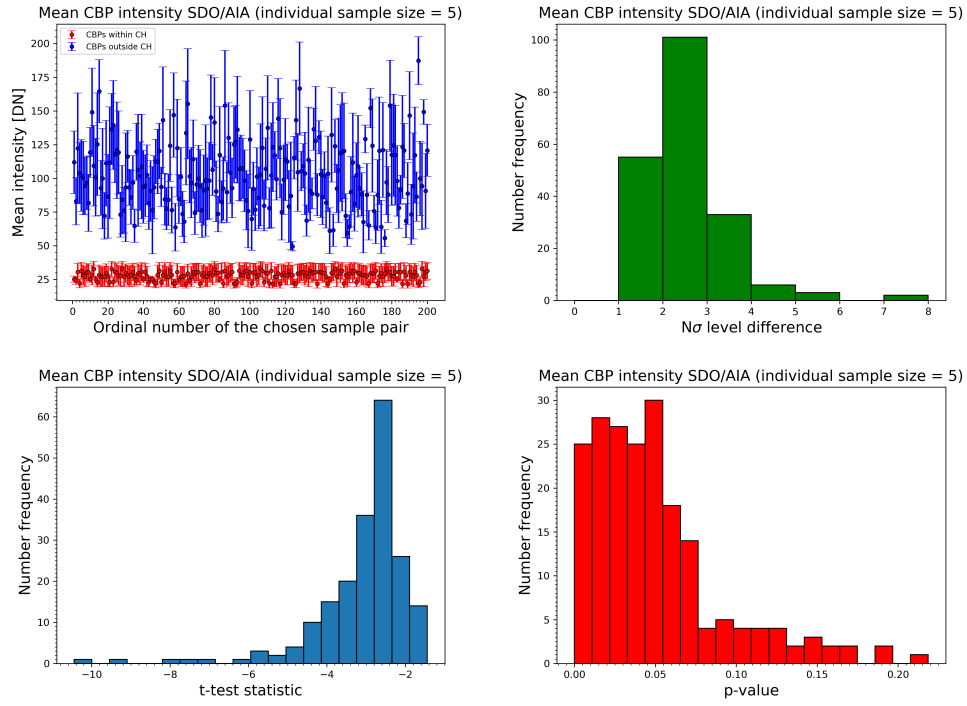 Mean CBP intensity SDO/AIA (individual sample size = 5)
CBPs within CH
CBPs outside CH
Mean intensity [DN]
200
175
150
125
100
75
50
25
0 20 40 60 80 100 120 140 160 180 200
Ordinal number of the chosen sample pair
Mean CBP intensity SDO/AIA (individual sample size = 5)
Number frequency
100
80
60
40
20
0
0 1 2 3 4 5 6 7 8
Nσ level difference
Mean CBP intensity SDO/AIA (individual sample size = 5)
Number frequency
60
50
40
30
20
10
0
−10 −8 −6 −4 −2
t-test statistic
Mean CBP intensity SDO/AIA (individual sample size = 5)
Number frequency
30
25
20
15
10
5
0
0.00 0.05 0.10 0.15 0.20
p-value